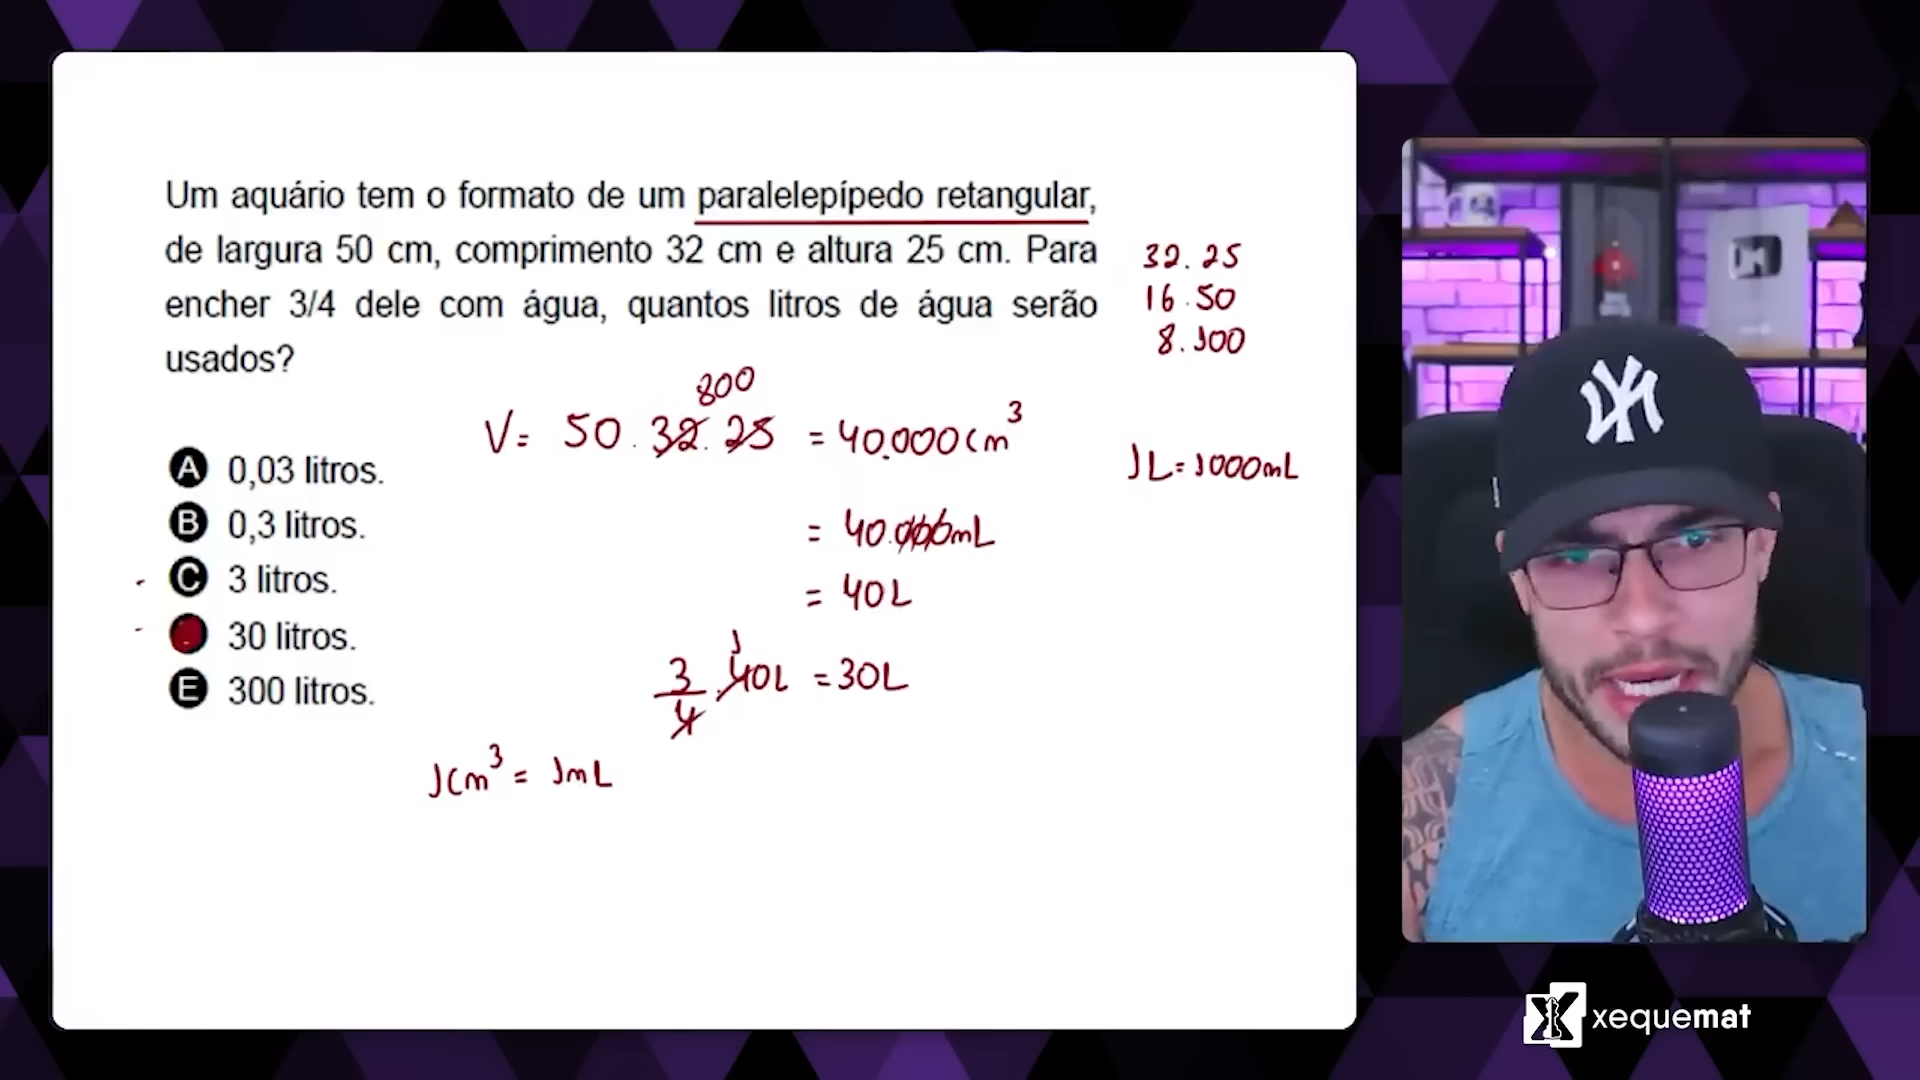 Um aquário tem o formato de um paralelepípedo retangular,
de largura 50 cm, comprimento 32 cm e altura 25 cm. Para
encher 3/4 dele com água, quantos litros de água serão
usados?
32.25
16.50
8.100
800
V= 50.32.25 = 40.000cm³
1L=1000mL
= 40.000mL
= 40L
1
3/4 . 40L = 30L
1cm³ = 1mL
A 0,03 litros.
B 0,3 litros.
C 3 litros.
30 litros.
E 300 litros.
xequemat